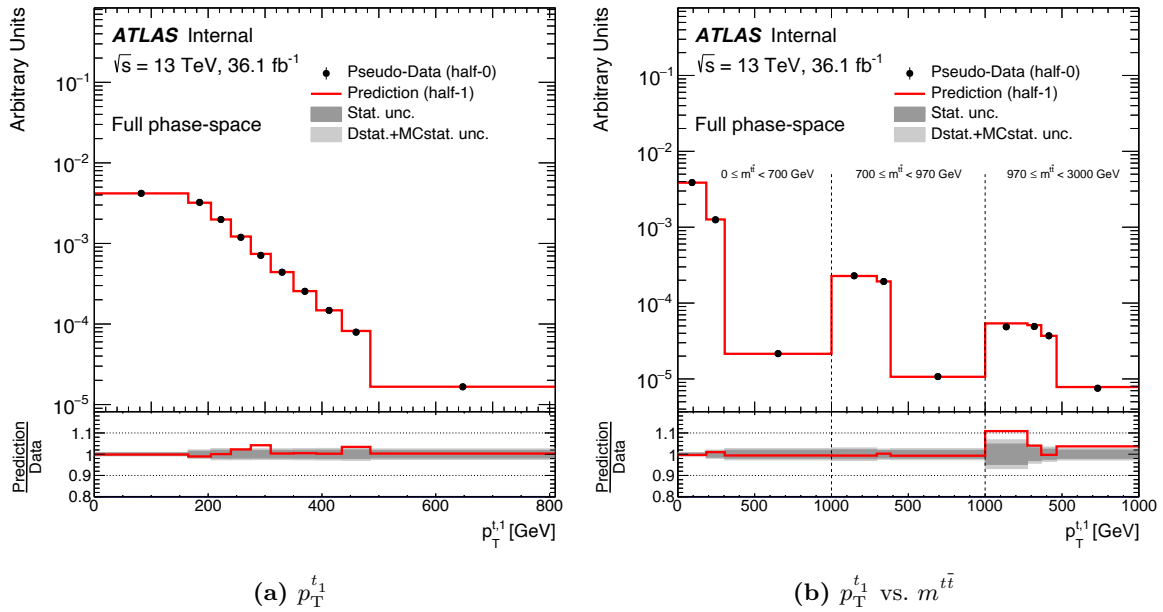 ATLAS Internal
√s = 13 TeV, 36.1 fb⁻¹
Pseudo-Data (half-0)
Prediction (half-1)
Stat. unc.
Dstat.+MCstat. unc.
Full phase-space
Arbitrary Units
10⁻¹
10⁻²
10⁻³
10⁻⁴
10⁻⁵
Prediction
Data
1.1
1
0.9
0.8
0 200 400 600 800
p_T^{t,1} [GeV]
(a) p_T^{t_1}
ATLAS Internal
√s = 13 TeV, 36.1 fb⁻¹
Pseudo-Data (half-0)
Prediction (half-1)
Stat. unc.
Dstat.+MCstat. unc.
Full phase-space
0 ≤ m^{tt̄} < 700 GeV
700 ≤ m^{tt̄} < 970 GeV
970 ≤ m^{tt̄} < 3000 GeV
Arbitrary Units
10⁻¹
10⁻²
10⁻³
10⁻⁴
10⁻⁵
Prediction
Data
1.1
1
0.9
0.8
0 500 1000 500 1000 500 1000
p_T^{t,1} [GeV]
(b) p_T^{t_1} vs. m^{tt̄}